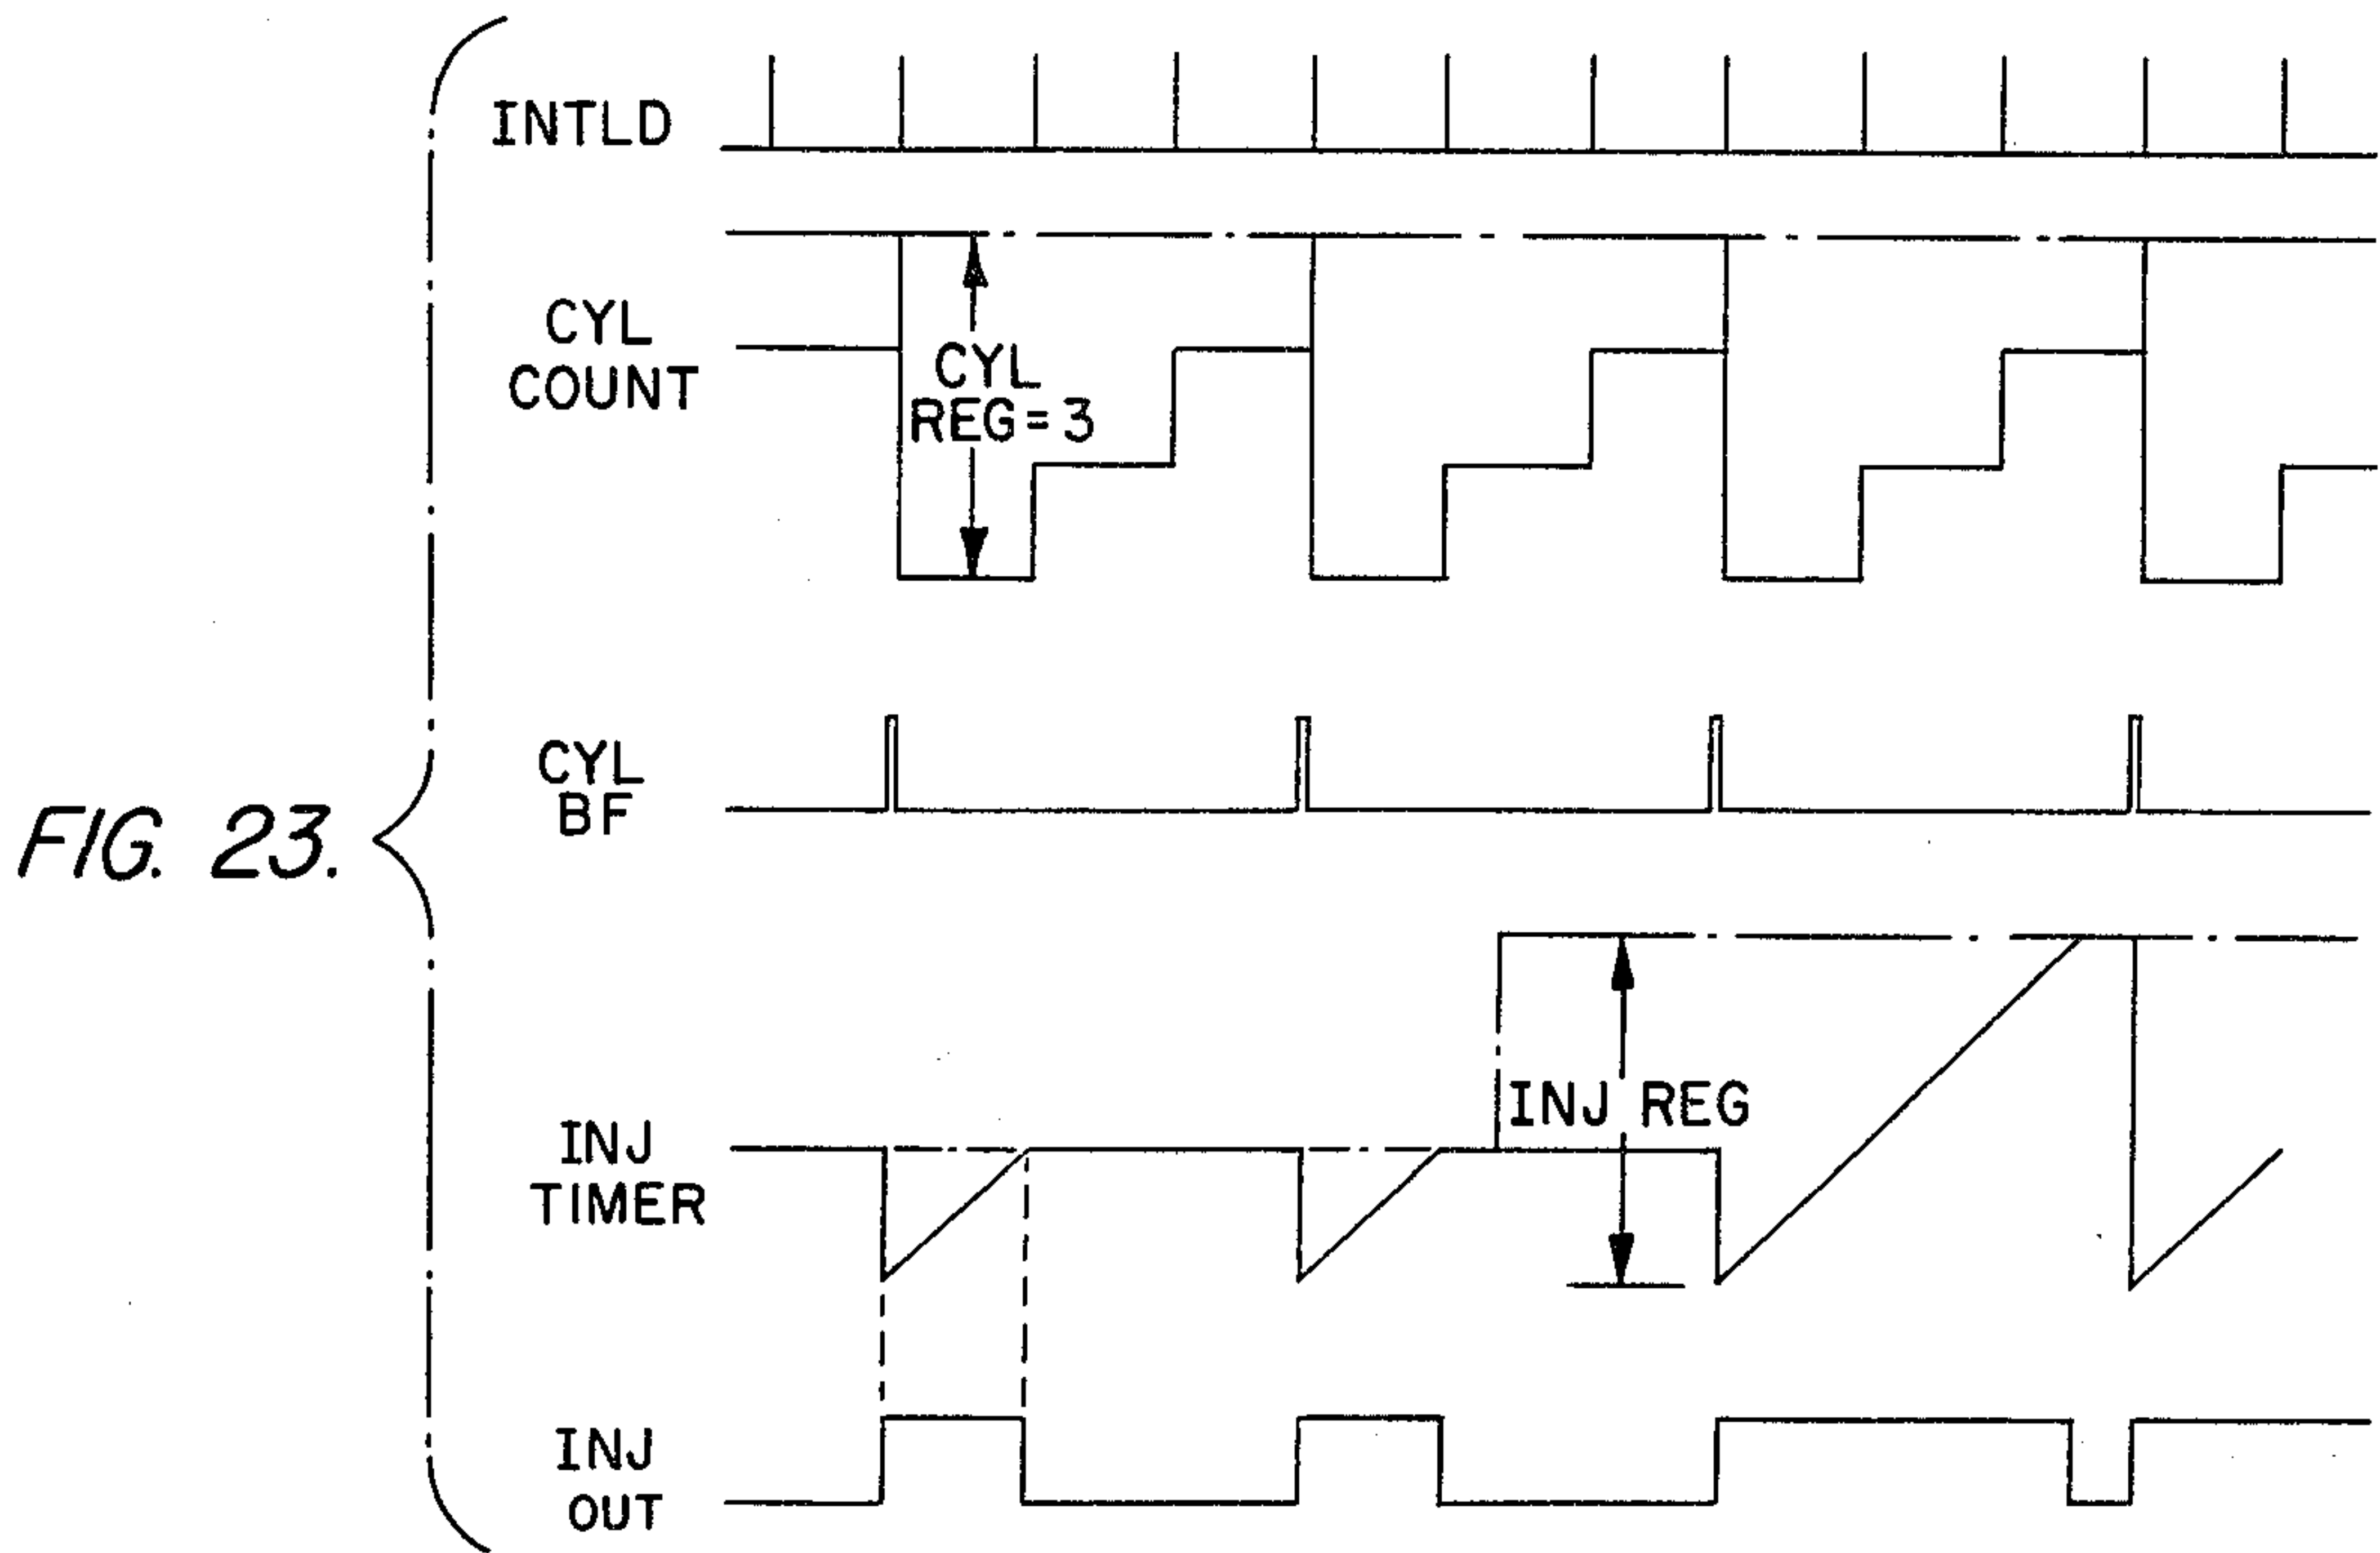 INTLD
CYL
COUNT
CYL
REG=3
CYL
BF
FIG. 23.
INJ REG
INJ
TIMER
INJ
OUT